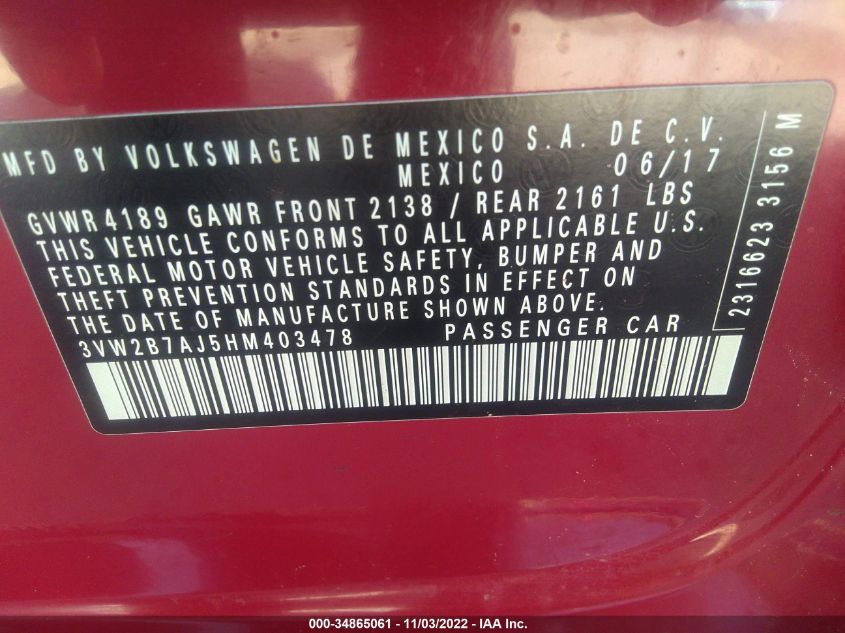 MFD BY VOLKSWAGEN DE MEXICO S.A. DE C.V.
MEXICO 06/17
GVWR 4189 GAWR FRONT 2138 / REAR 2161 LBS
THIS VEHICLE CONFORMS TO ALL APPLICABLE U.S.
FEDERAL MOTOR VEHICLE SAFETY, BUMPER AND
THEFT PREVENTION STANDARDS IN EFFECT ON
THE DATE OF MANUFACTURE SHOWN ABOVE.
3VW2B7AJ5HM403478 PASSENGER CAR
2316623 3156 M
000-34865061 - 11/03/2022 - IAA Inc.